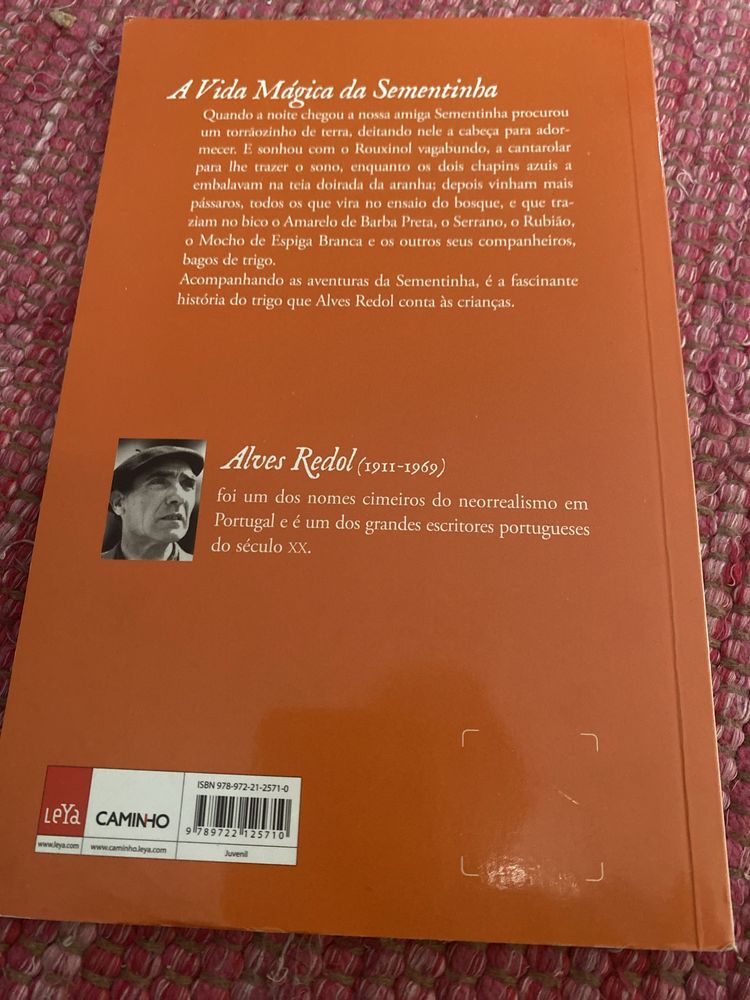 A Vida Mágica da Sementinha
Quando a noite chegou a nossa amiga Sementinha procurou
um torrãozinho de terra, deitando nele a cabeça para ador-
mecer. E sonhou com o Rouxinol vagabundo, a cantarolar
para lhe trazer o sono, enquanto os dois chapins azuis a
embalavam na teia doirada da aranha; depois vinham mais
pássaros, todos os que vira no ensaio do bosque, e que tra-
ziam no bico o Amarelo de Barba Preta, o Serrano, o Rubião,
o Mocho de Espiga Branca e os outros seus companheiros,
bagos de trigo.
Acompanhando as aventuras da Sementinha, é a fascinante
história do trigo que Alves Redol conta às crianças.
Alves Redol (1911-1969)
foi um dos nomes cimeiros do neorrealismo em
Portugal e é um dos grandes escritores portugueses
do século XX.
ISBN 978-972-21-2571-0
LeYa
CAMINHO
9 789722 125710
www.leya.com
www.caminho.leya.com
Juvenil